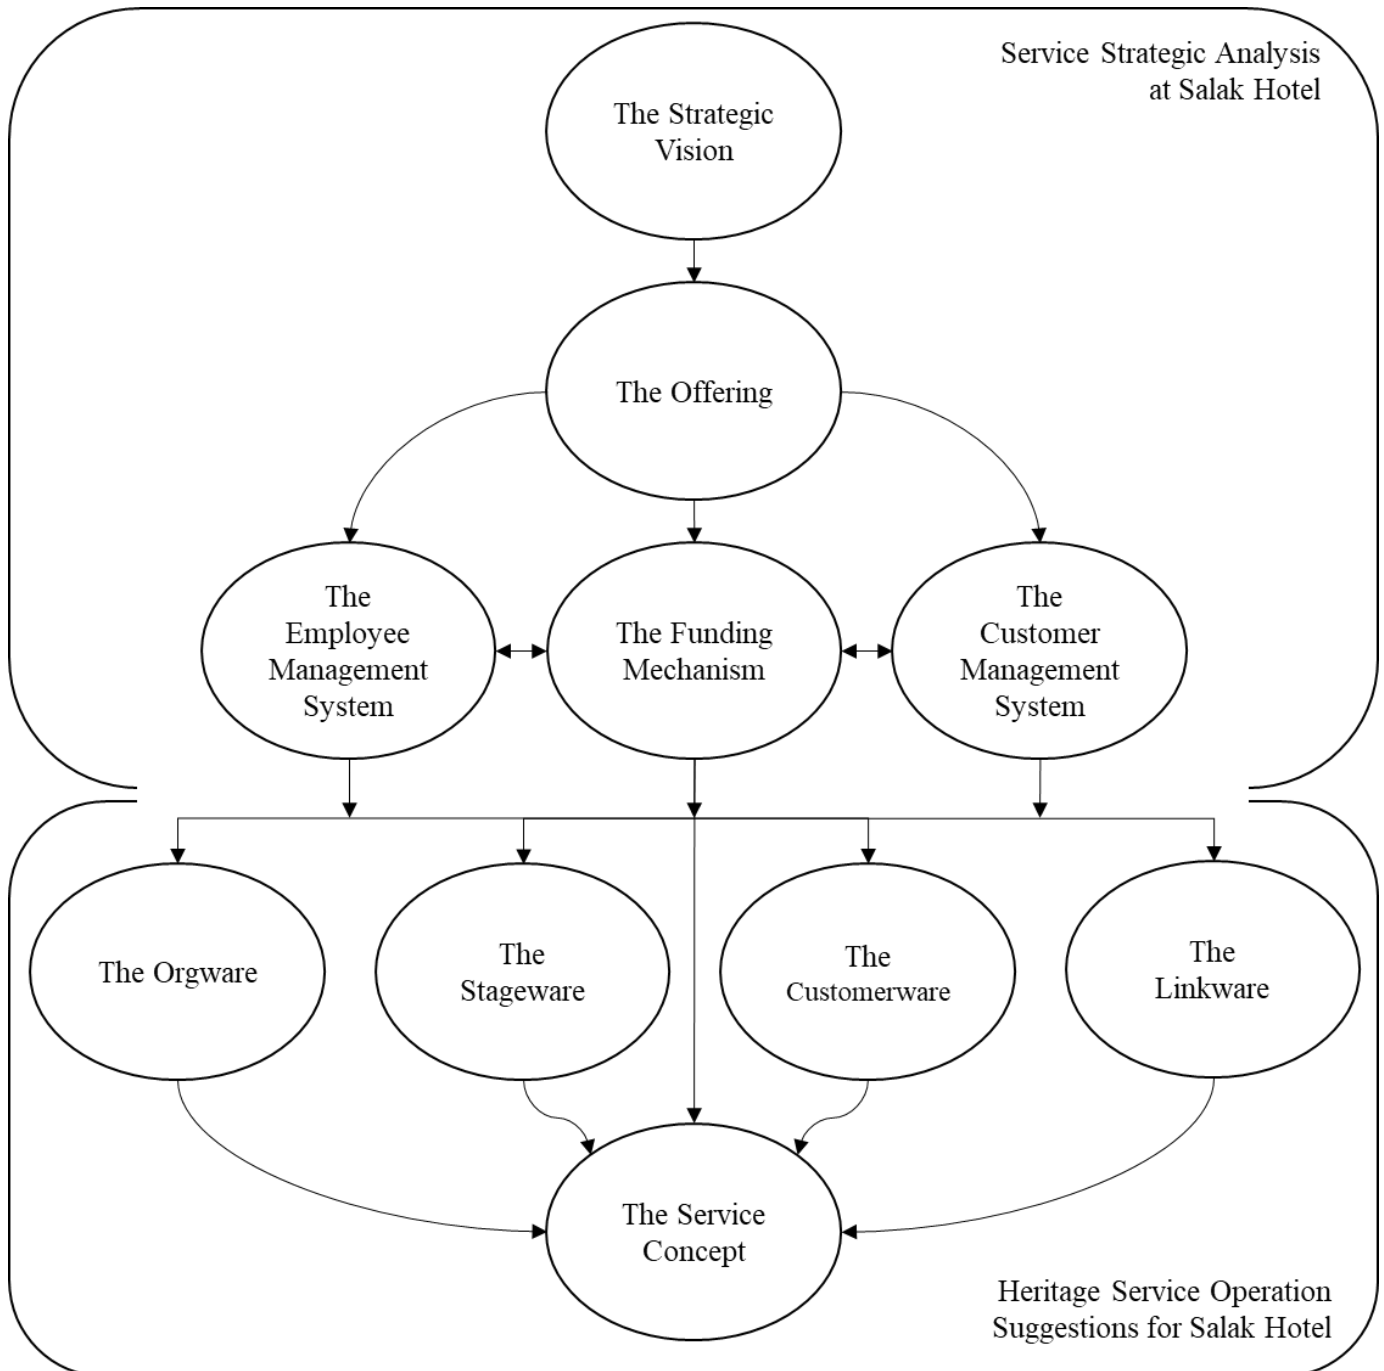 Service Strategic Analysis
at Salak Hotel
The Strategic
Vision
The Offering
The
Employee
Management
System
The Funding
Mechanism
The
Customer
Management
System
The Orgware
The
Stageware
The
Customerware
The
Linkware
The Service
Concept
Heritage Service Operation
Suggestions for Salak Hotel